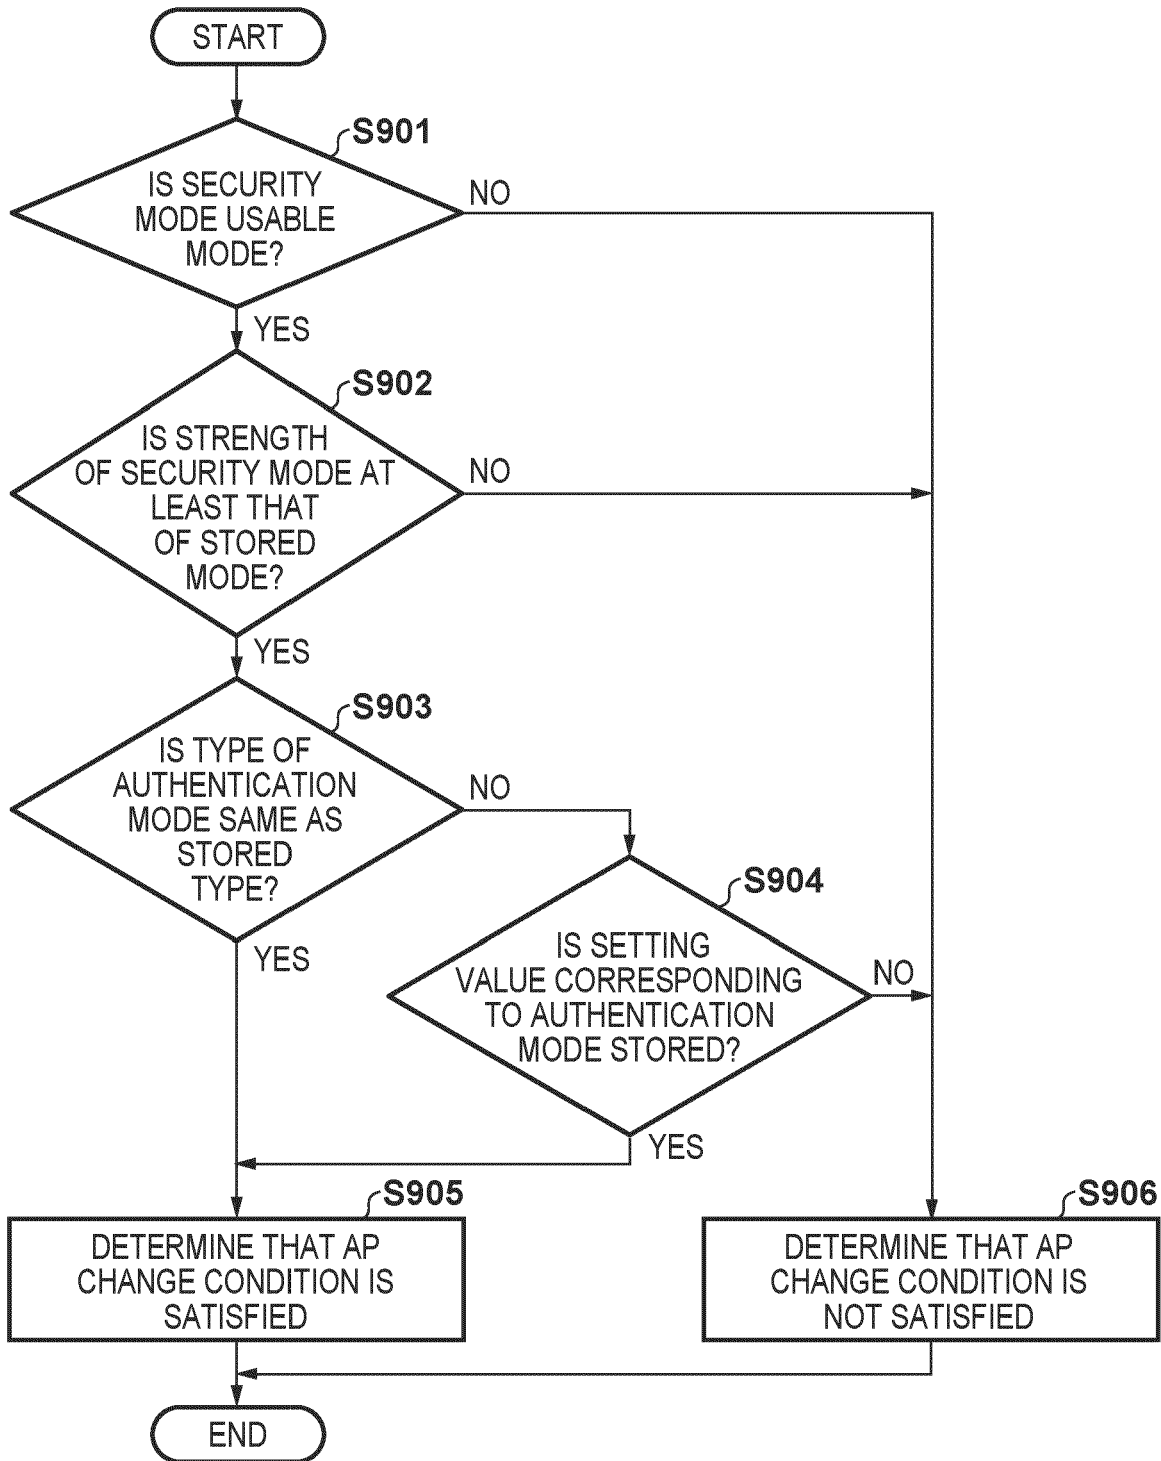 START
S901
IS SECURITY
MODE USABLE
MODE?
NO
YES
S902
IS STRENGTH
OF SECURITY MODE AT
LEAST THAT
OF STORED
MODE?
NO
YES
S903
IS TYPE OF
AUTHENTICATION
MODE SAME AS
STORED
TYPE?
NO
YES
S904
IS SETTING
VALUE CORRESPONDING
TO AUTHENTICATION
MODE STORED?
NO
YES
S905
DETERMINE THAT AP
CHANGE CONDITION IS
SATISFIED
S906
DETERMINE THAT AP
CHANGE CONDITION IS
NOT SATISFIED
END